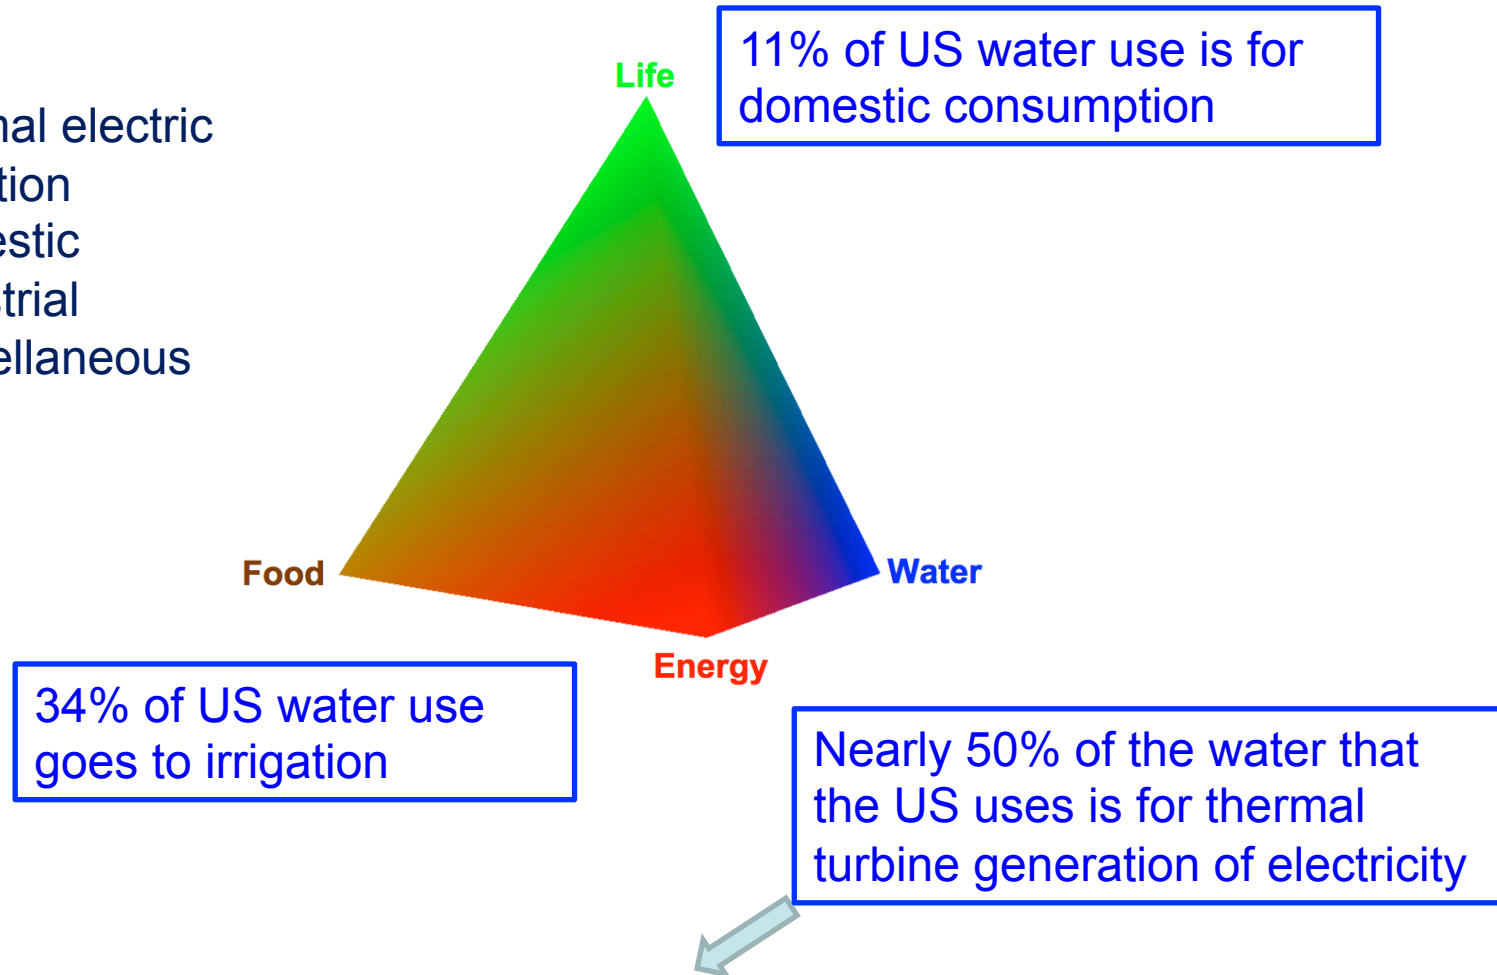 11% of US water use is for
domestic consumption
Life
nal electric
tion
estic
strial
ellaneous
Food
Water
Energy
34% of US water use
goes to irrigation
Nearly 50% of the water that
the US uses is for thermal
turbine generation of electricity